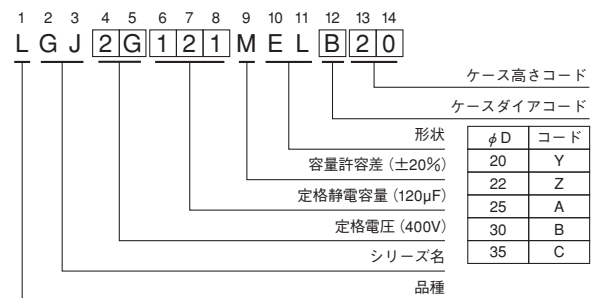 1 2 3 4 5 6 7 8 9 10 11 12 13 14
L G J 2 G 1 2 1 M E L B 2 0
ケース高さコード
ケースダイアコード
形状
容量許容差 (±20%)
定格静電容量 (120µF)
定格電圧 (400V)
シリーズ名
品種
φD コード
20 Y
22 Z
25 A
30 B
35 C